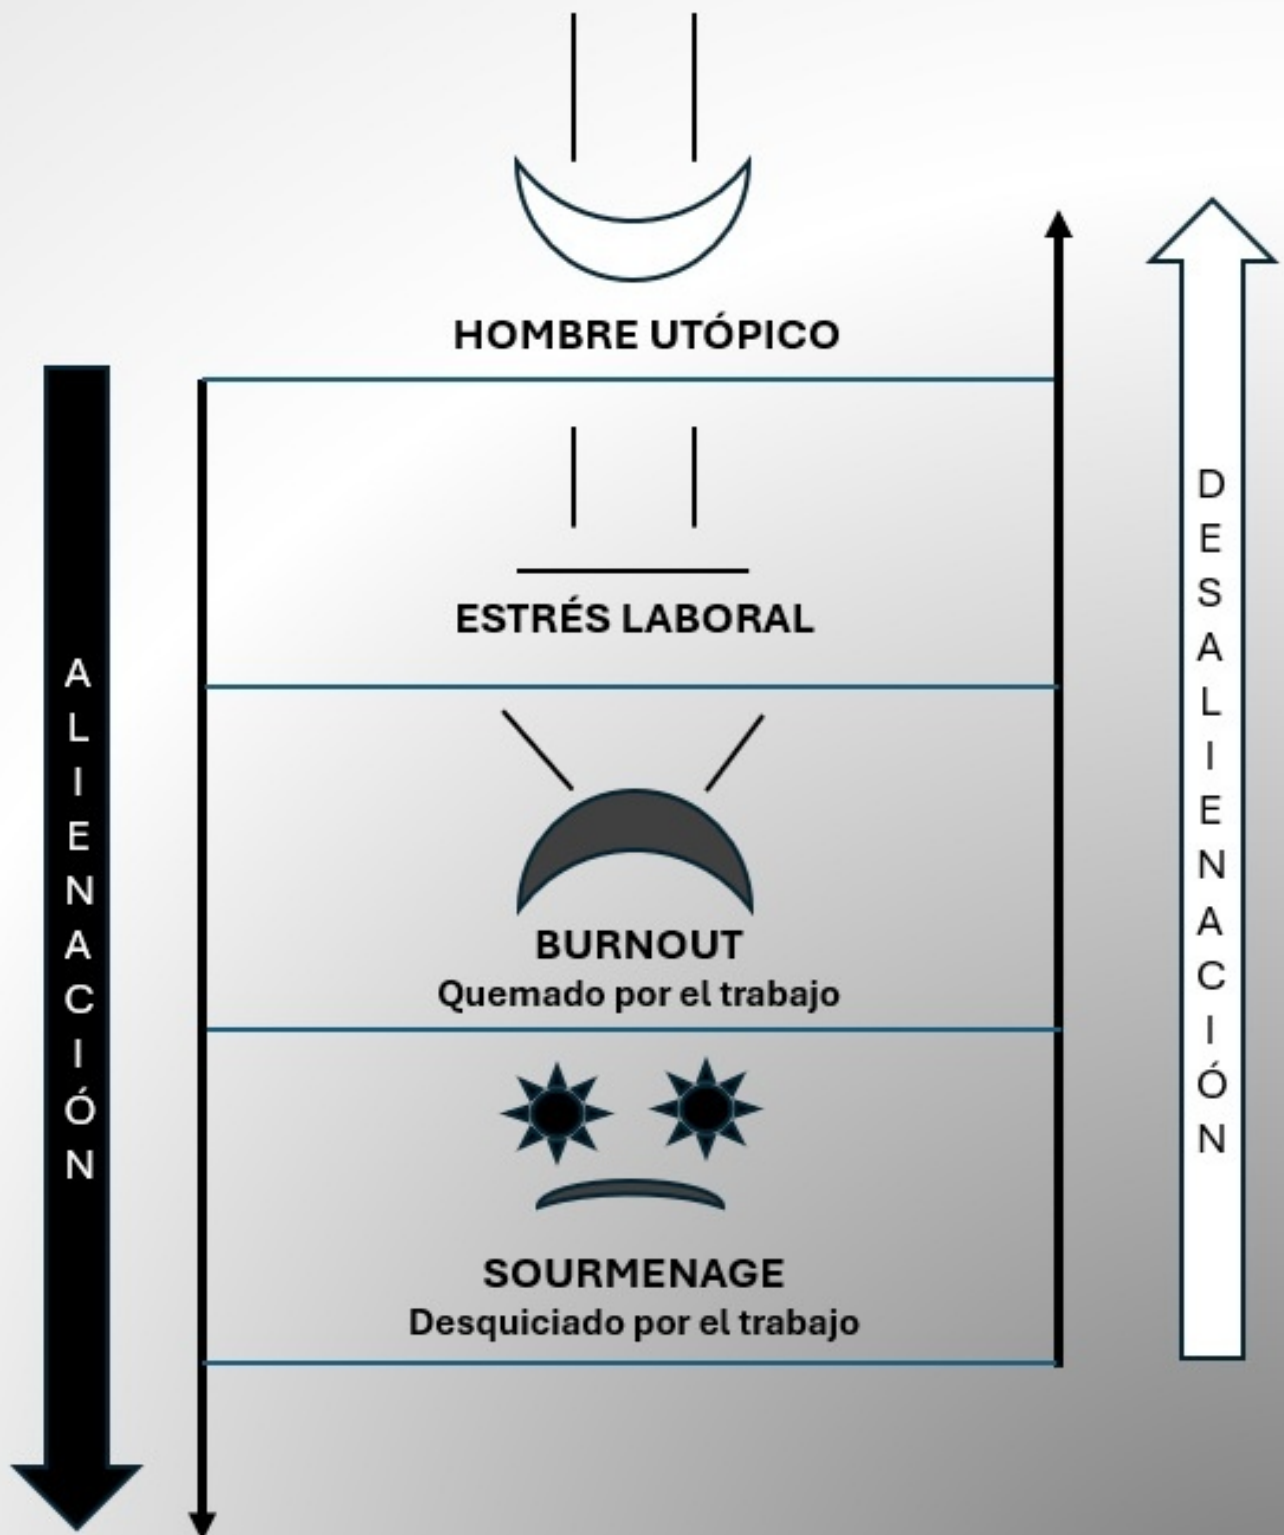 HOMBRE UTÓPICO
ESTRÉS LABORAL
BURNOUT
Quemado por el trabajo
SOURMENAGE
Desquiciado por el trabajo
ALIENACIÓN
DESALIENACIÓN